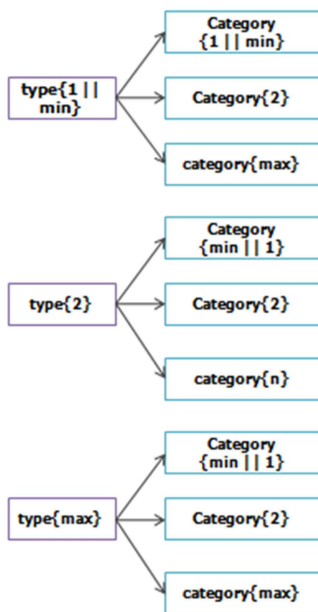 Category
{1 || min}
type{1 ||
min}
Category{2}
category{max}
Category
{min || 1}
type{2}
Category{2}
category{n}
Category
{min || 1}
type{max}
Category{2}
category{max}